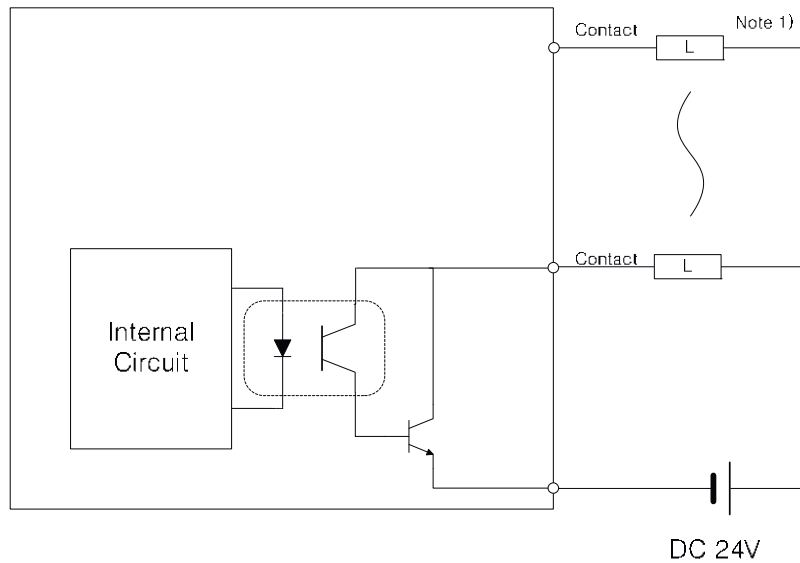 Contact
L
Note 1)
Contact
L
Internal
Circuit
DC 24V